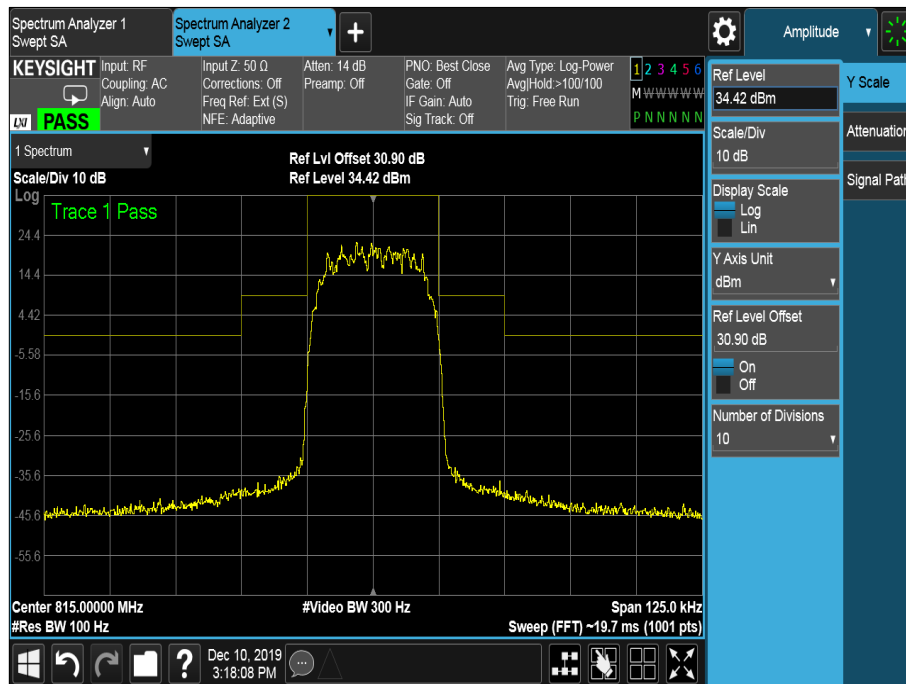 Spectrum Analyzer 1
Swept SA
Spectrum Analyzer 2
Swept SA
Amplitude
KEYSIGHT
LXI
PASS
Input: RF
Coupling: AC
Align: Auto
Input Z: 50 Ω
Corrections: Off
Freq Ref: Ext (S)
NFE: Adaptive
Atten: 14 dB
Preamp: Off
PNO: Best Close
Gate: Off
IF Gain: Auto
Sig Track: Off
Avg Type: Log-Power
Avg|Hold:>100/100
Trig: Free Run
1 2 3 4 5 6
M W W W W W
P N N N N N
1 Spectrum
Scale/Div 10 dB
Ref Lvl Offset 30.90 dB
Ref Level 34.42 dBm
Log
Trace 1 Pass
24.4
14.4
4.42
-5.58
-15.6
-25.6
-35.6
-45.6
-55.6
Center 815.00000 MHz
#Res BW 100 Hz
#Video BW 300 Hz
Span 125.0 kHz
Sweep (FFT) ~19.7 ms (1001 pts)
Ref Level
34.42 dBm
Scale/Div
10 dB
Display Scale
Log
Lin
Y Axis Unit
dBm
Ref Level Offset
30.90 dB
On
Off
Number of Divisions
10
Y Scale
Attenuation
Signal Path
?
Dec 10, 2019
3:18:08 PM